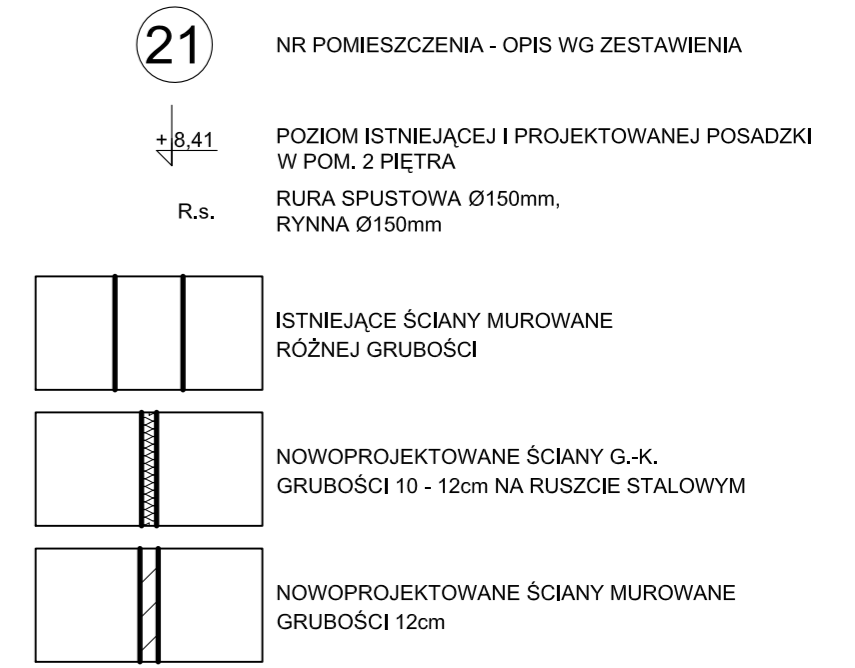 21 NR POMIESZCZENIA - OPIS WG ZESTAWIENIA
+8,41 POZIOM ISTNIEJĄCEJ I PROJEKTOWANEJ POSADZKI
W POM. 2 PIĘTRA
R.s. RURA SPUSTOWA Ø150mm,
RYNNA Ø150mm
ISTNIEJĄCE ŚCIANY MUROWANE
RÓŻNEJ GRUBOŚCI
NOWOPROJEKTOWANE ŚCIANY G.-K.
GRUBOŚCI 10 - 12cm NA RUSZCIE STALOWYM
NOWOPROJEKTOWANE ŚCIANY MUROWANE
GRUBOŚCI 12cm